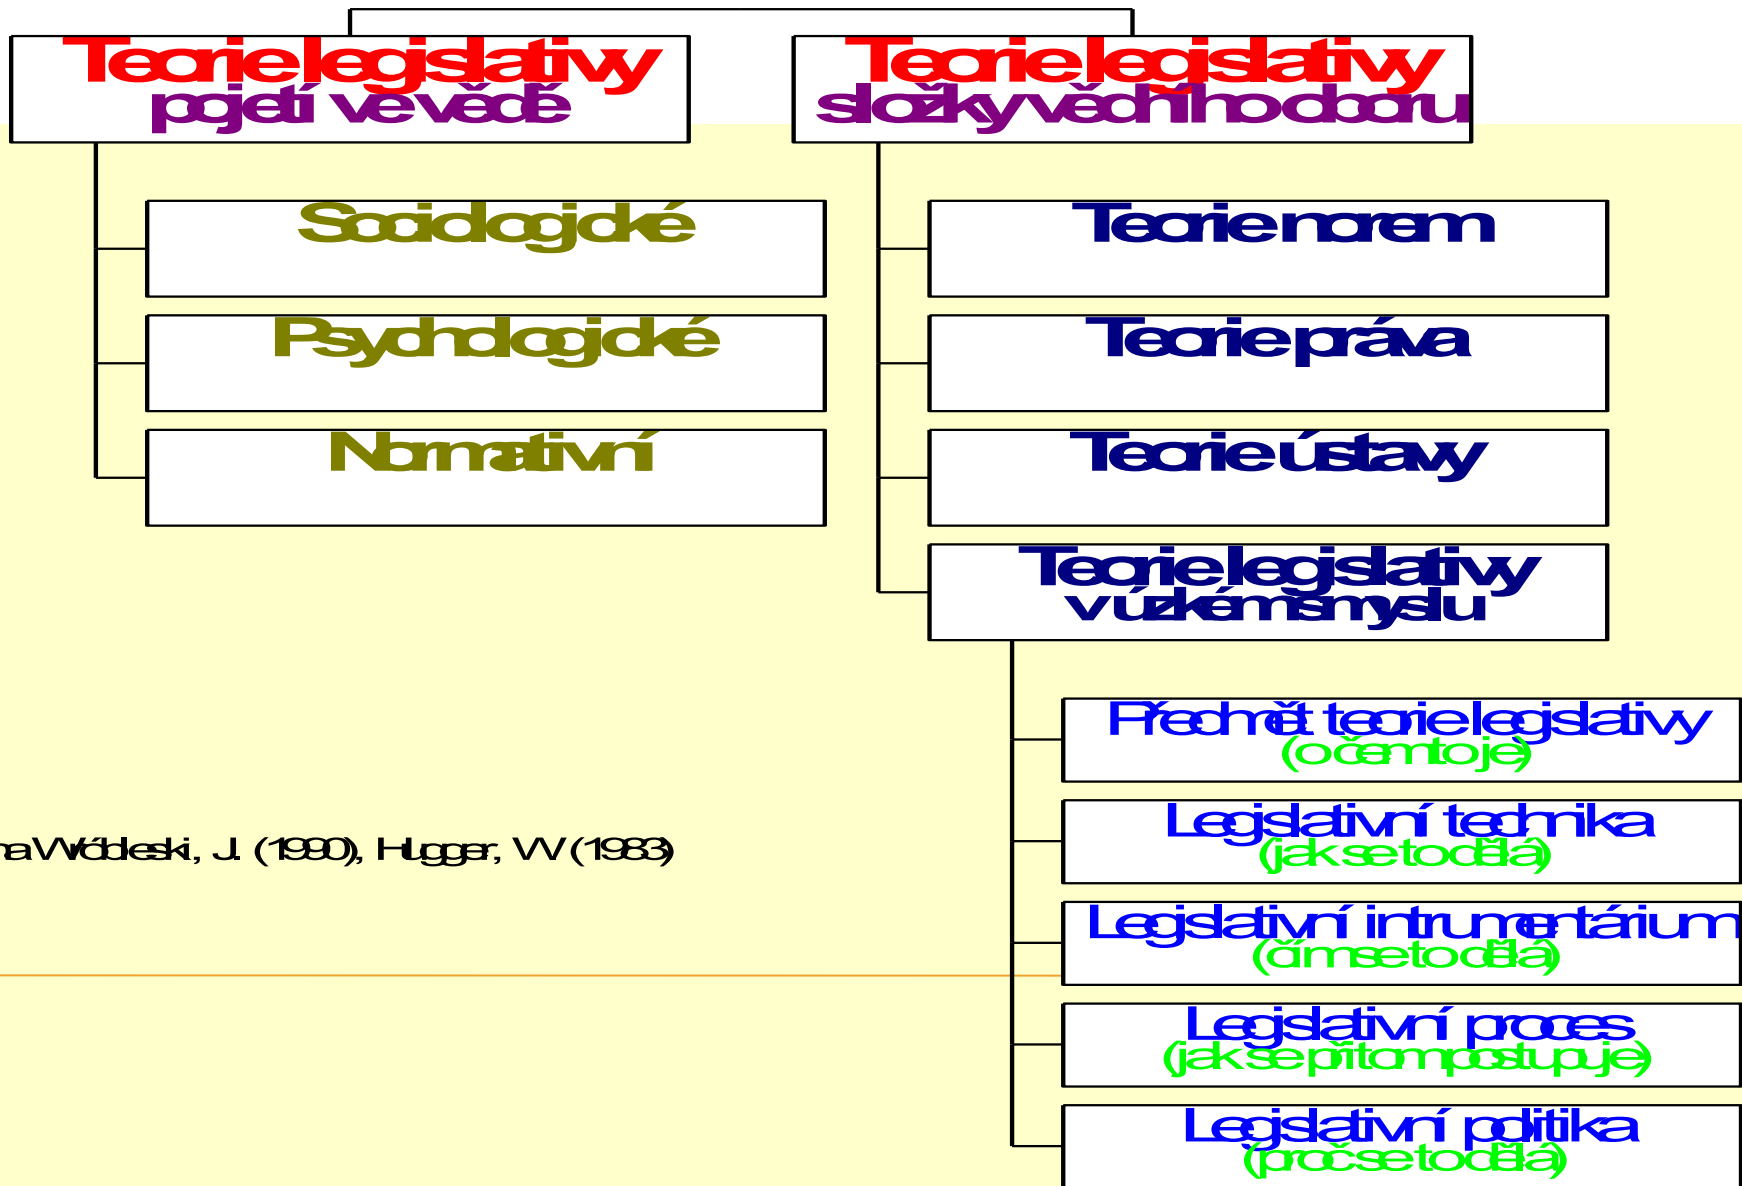 Teorie legislativy
pojetí ve vědě
Sociologické
Psychologické
Normativní
Teorie legislativy
složky vědního oboru
Teorie norem
Teorie práva
Teorie ústavy
Teorie legislativy
v úzkém smyslu
Předmět teorie legislativy
(o čem to je)
Legislativní technika
(jak se to dělá)
Legislativní intrumentárium
(čím se to dělá)
Legislativní proces
(jak se při tom postupuje)
Legislativní politika
(proč se to dělá)
na Wróbleski, J. (1990), Hugger, W (1983)